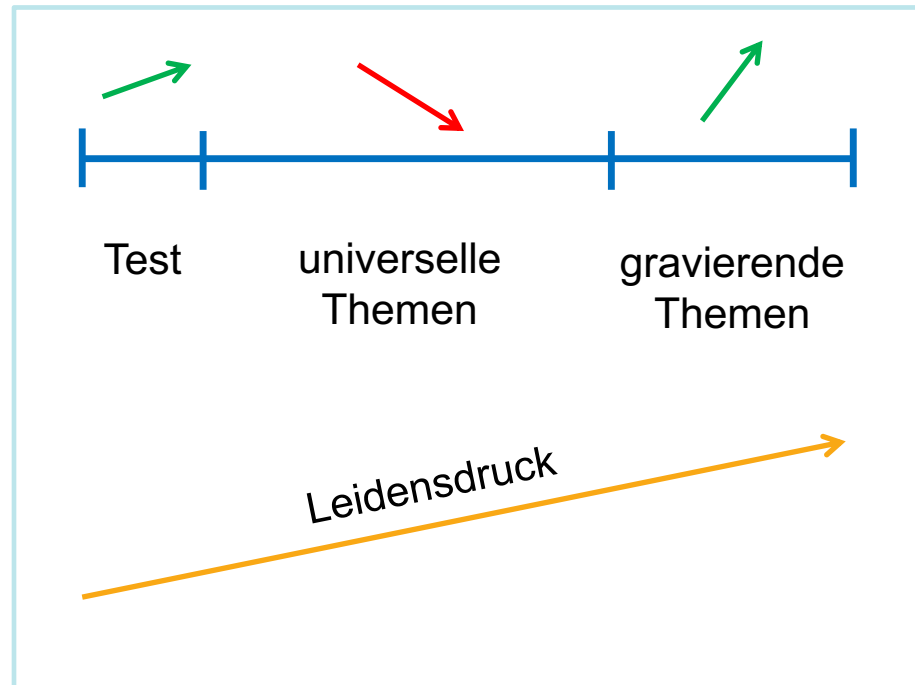 Test
universelle
Themen
gravierende
Themen
Leidensdruck